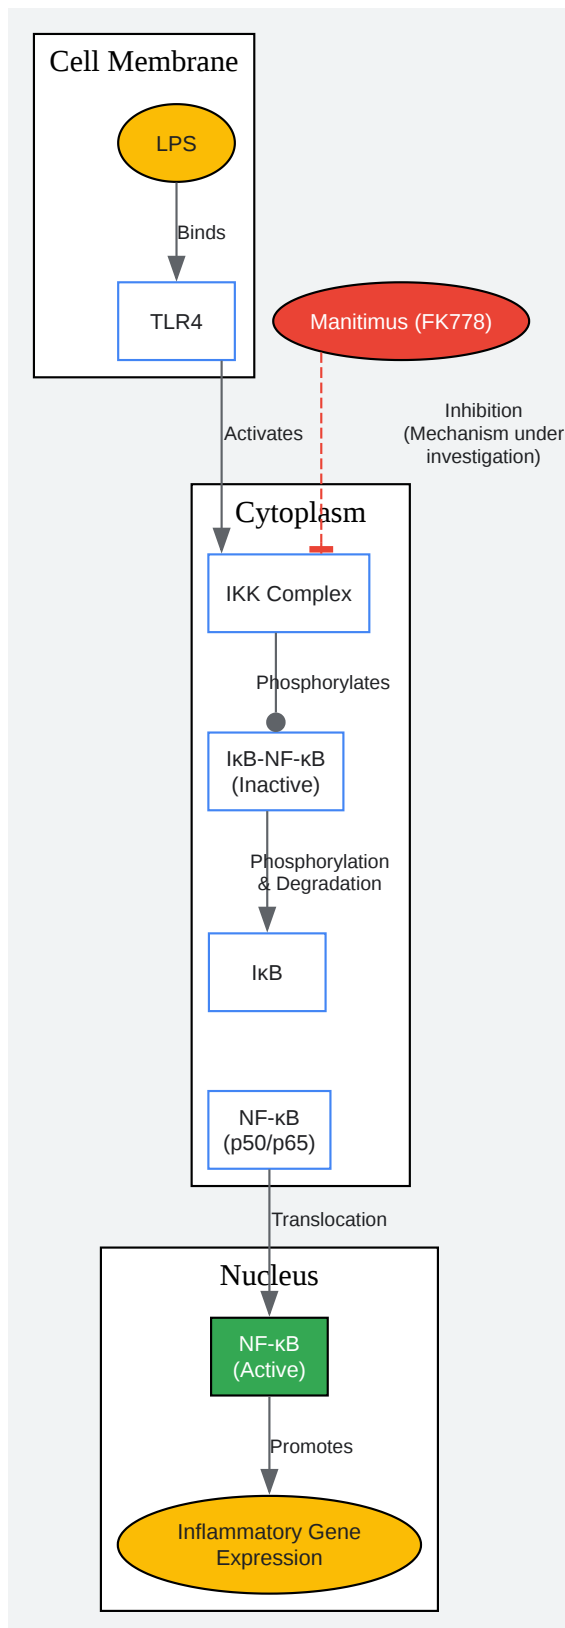 Cell Membrane
LPS
Binds
TLR4
Manitimus (FK778)
Activates
Inhibition
(Mechanism under
investigation)
Cytoplasm
IKK Complex
Phosphorylates
IκB-NF-κB
(Inactive)
Phosphorylation
& Degradation
IκB
NF-κB
(p50/p65)
Translocation
Nucleus
NF-κB
(Active)
Promotes
Inflammatory Gene
Expression